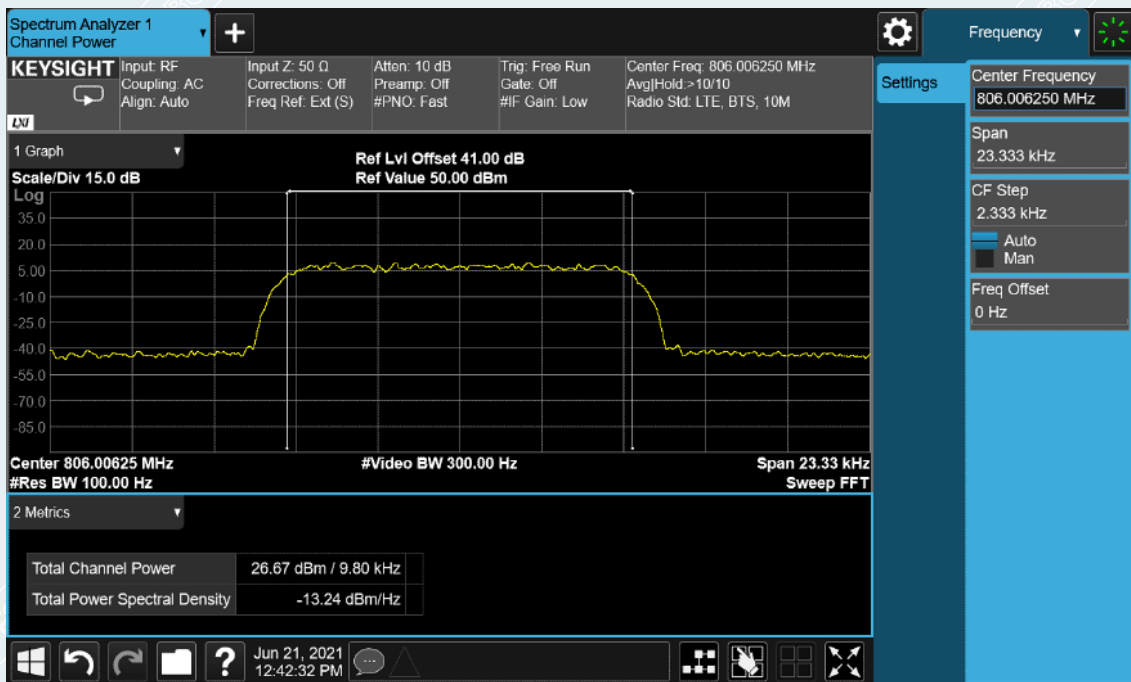 Spectrum Analyzer 1
Channel Power
+
Frequency
KEYSIGHT
LXI
Input: RF
Coupling: AC
Align: Auto
Input Z: 50 Ω
Corrections: Off
Freq Ref: Ext (S)
Atten: 10 dB
Preamp: Off
#PNO: Fast
Trig: Free Run
Gate: Off
#IF Gain: Low
Center Freq: 806.006250 MHz
Avg|Hold:>10/10
Radio Std: LTE, BTS, 10M
Settings
Center Frequency
806.006250 MHz
Span
23.333 kHz
CF Step
2.333 kHz
Auto
Man
Freq Offset
0 Hz
1 Graph
Scale/Div 15.0 dB
Ref Lvl Offset 41.00 dB
Ref Value 50.00 dBm
Log
35.0
20.0
5.00
-10.0
-25.0
-40.0
-55.0
-70.0
-85.0
Center 806.00625 MHz
#Video BW 300.00 Hz
Span 23.33 kHz
#Res BW 100.00 Hz
Sweep FFT
2 Metrics
Total Channel Power 26.67 dBm / 9.80 kHz
Total Power Spectral Density -13.24 dBm/Hz
?
Jun 21, 2021
12:42:32 PM